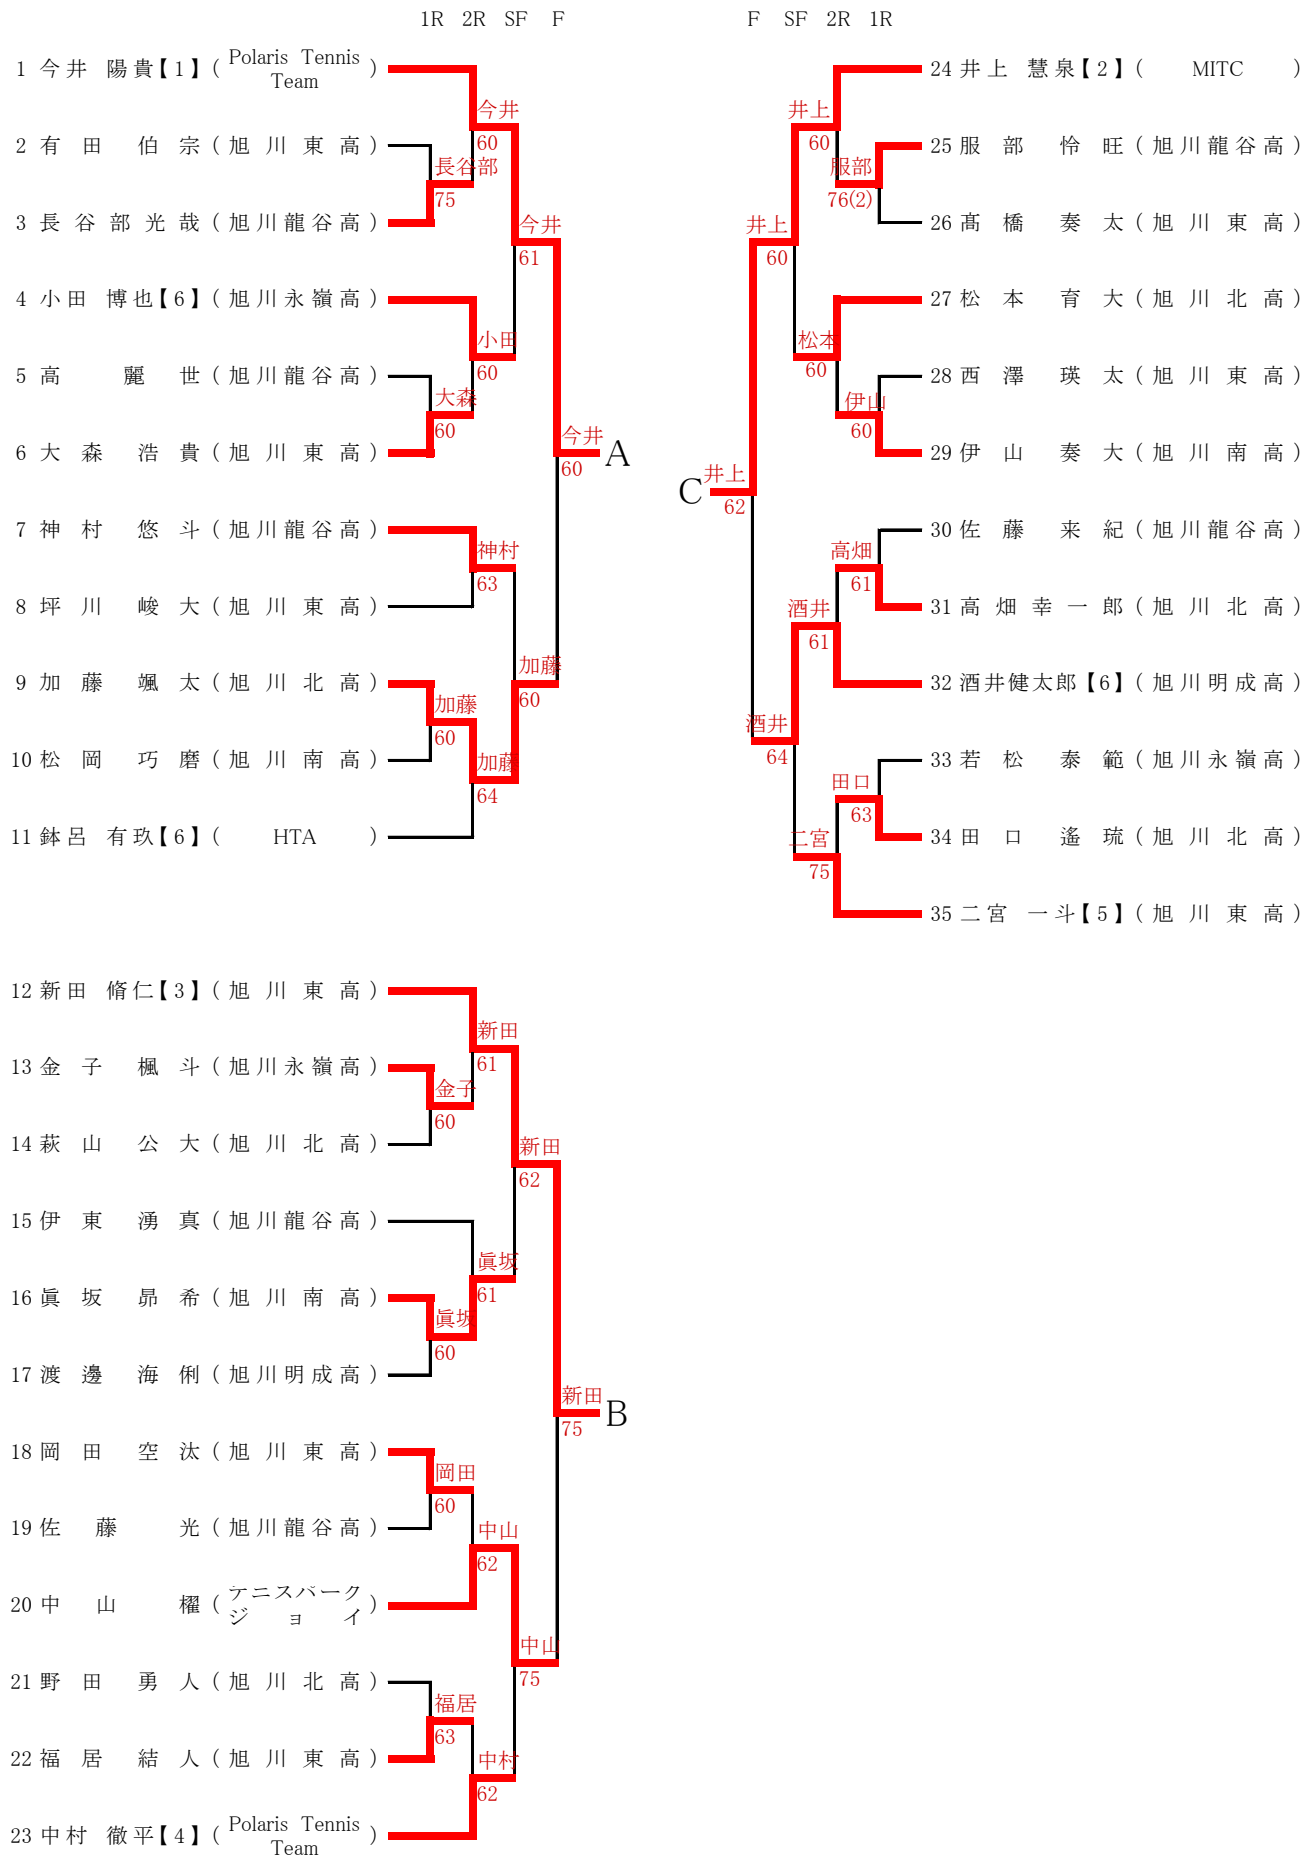 1R 2R SF F
1 今井 陽貴【1】( Polaris Tennis Team )
今井
60
2 有田 伯宗 (旭川東高)
長谷部
75
3 長谷部光哉 (旭川龍谷高)
今井
61
4 小田 博也【6】(旭川永嶺高)
小田
60
5 高 麗世 (旭川龍谷高)
大森
60
6 大森 浩貴 (旭川東高)
今井
60
A
7 神村 悠斗 (旭川龍谷高)
神村
63
8 坪川 峻大 (旭川東高)
加藤
60
9 加藤 颯太 (旭川北高)
加藤
60
10 松岡 巧磨 (旭川南高)
加藤
64
11 鉢呂 有玖【6】( HTA )
12 新田 脩仁【3】(旭川東高)
新田
61
13 金子 楓斗 (旭川永嶺高)
金子
60
14 萩山 公大 (旭川北高)
新田
62
15 伊東 湧真 (旭川龍谷高)
眞坂
61
16 眞坂 昴希 (旭川南高)
眞坂
60
17 渡邊 海俐 (旭川明成高)
新田
75
B
18 岡田 空汰 (旭川東高)
岡田
60
19 佐藤 光 (旭川龍谷高)
中山
62
20 中山 櫂 (テニスパーク ジョイ)
中山
75
21 野田 勇人 (旭川北高)
福居
63
22 福居 結人 (旭川東高)
中村
62
23 中村 徹平【4】( Polaris Tennis Team )
F SF 2R 1R
24 井上 慧泉【2】( MITC )
井上
60
25 服部 怜旺 (旭川龍谷高)
服部
76(2)
26 髙橋 奏太 (旭川東高)
井上
60
27 松本 育大 (旭川北高)
松本
60
28 西澤 瑛太 (旭川東高)
伊山
60
29 伊山 奏大 (旭川南高)
井上
62
C
30 佐藤 来紀 (旭川龍谷高)
高畑
61
31 高畑幸一郎 (旭川北高)
酒井
61
32 酒井健太郎【6】(旭川明成高)
酒井
64
33 若松 泰範 (旭川永嶺高)
田口
63
34 田口 遙琉 (旭川北高)
二宮
75
35 二宮 一斗【5】(旭川東高)